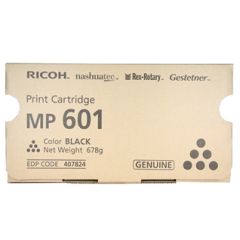 RICOH nashuatec Rex-Rotary Gestetner
Print Cartridge
MP 601
Color BLACK
Net Weight 678g
EDP CODE 407824
GENUINE